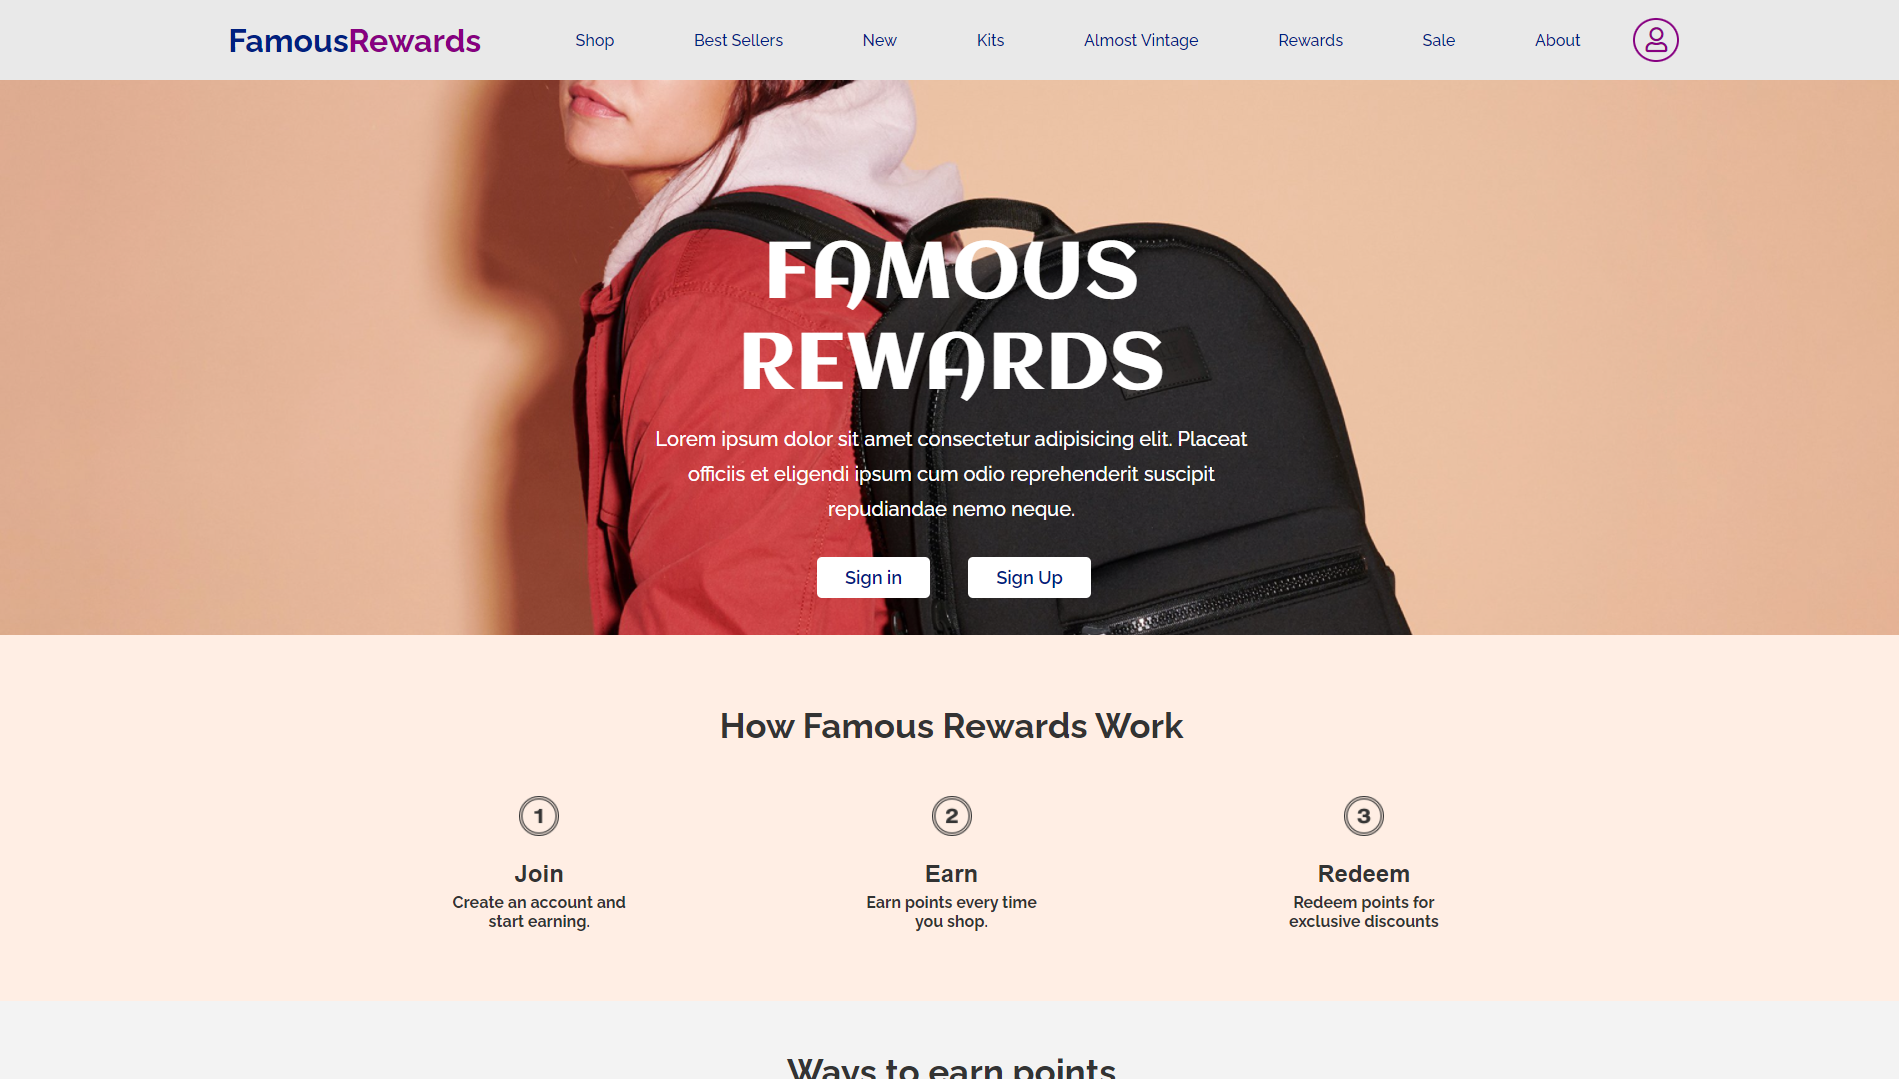 FamousRewards
Shop
Best Sellers
New
Kits
Almost Vintage
Rewards
Sale
About
FAMOUS
REWARDS
Lorem ipsum dolor sit amet consectetur adipisicing elit. Placeat
officiis et eligendi ipsum cum odio reprehenderit suscipit
repudiandae nemo neque.
Sign in
Sign Up
How Famous Rewards Work
1
2
3
Join
Earn
Redeem
Create an account and
start earning.
Earn points every time
you shop.
Redeem points for
exclusive discounts
Ways to earn points